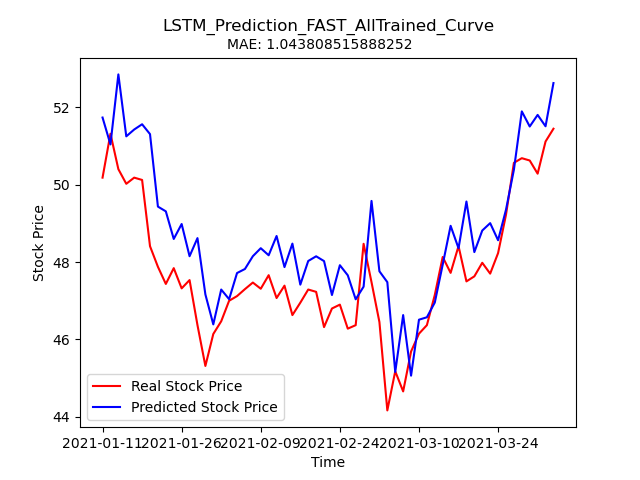 LSTM_Prediction_FAST_AllTrained_Curve
MAE: 1.043808515888252
52
50
48
46
44
Stock Price
Real Stock Price
Predicted Stock Price
2021-01-11 2021-01-26 2021-02-09 2021-02-24 2021-03-10 2021-03-24
Time